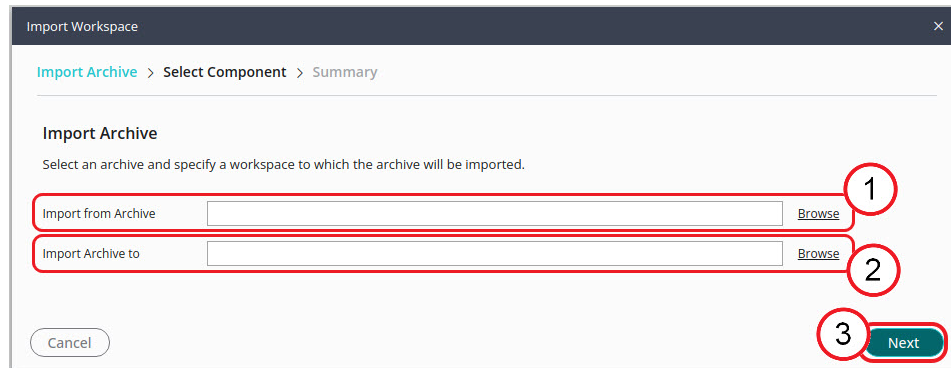 Import Workspace ×
Import Archive > Select Component > Summary
Import Archive
Select an archive and specify a workspace to which the archive will be imported.
1
Import from Archive Browse
Import Archive to Browse
2
Cancel 3 Next